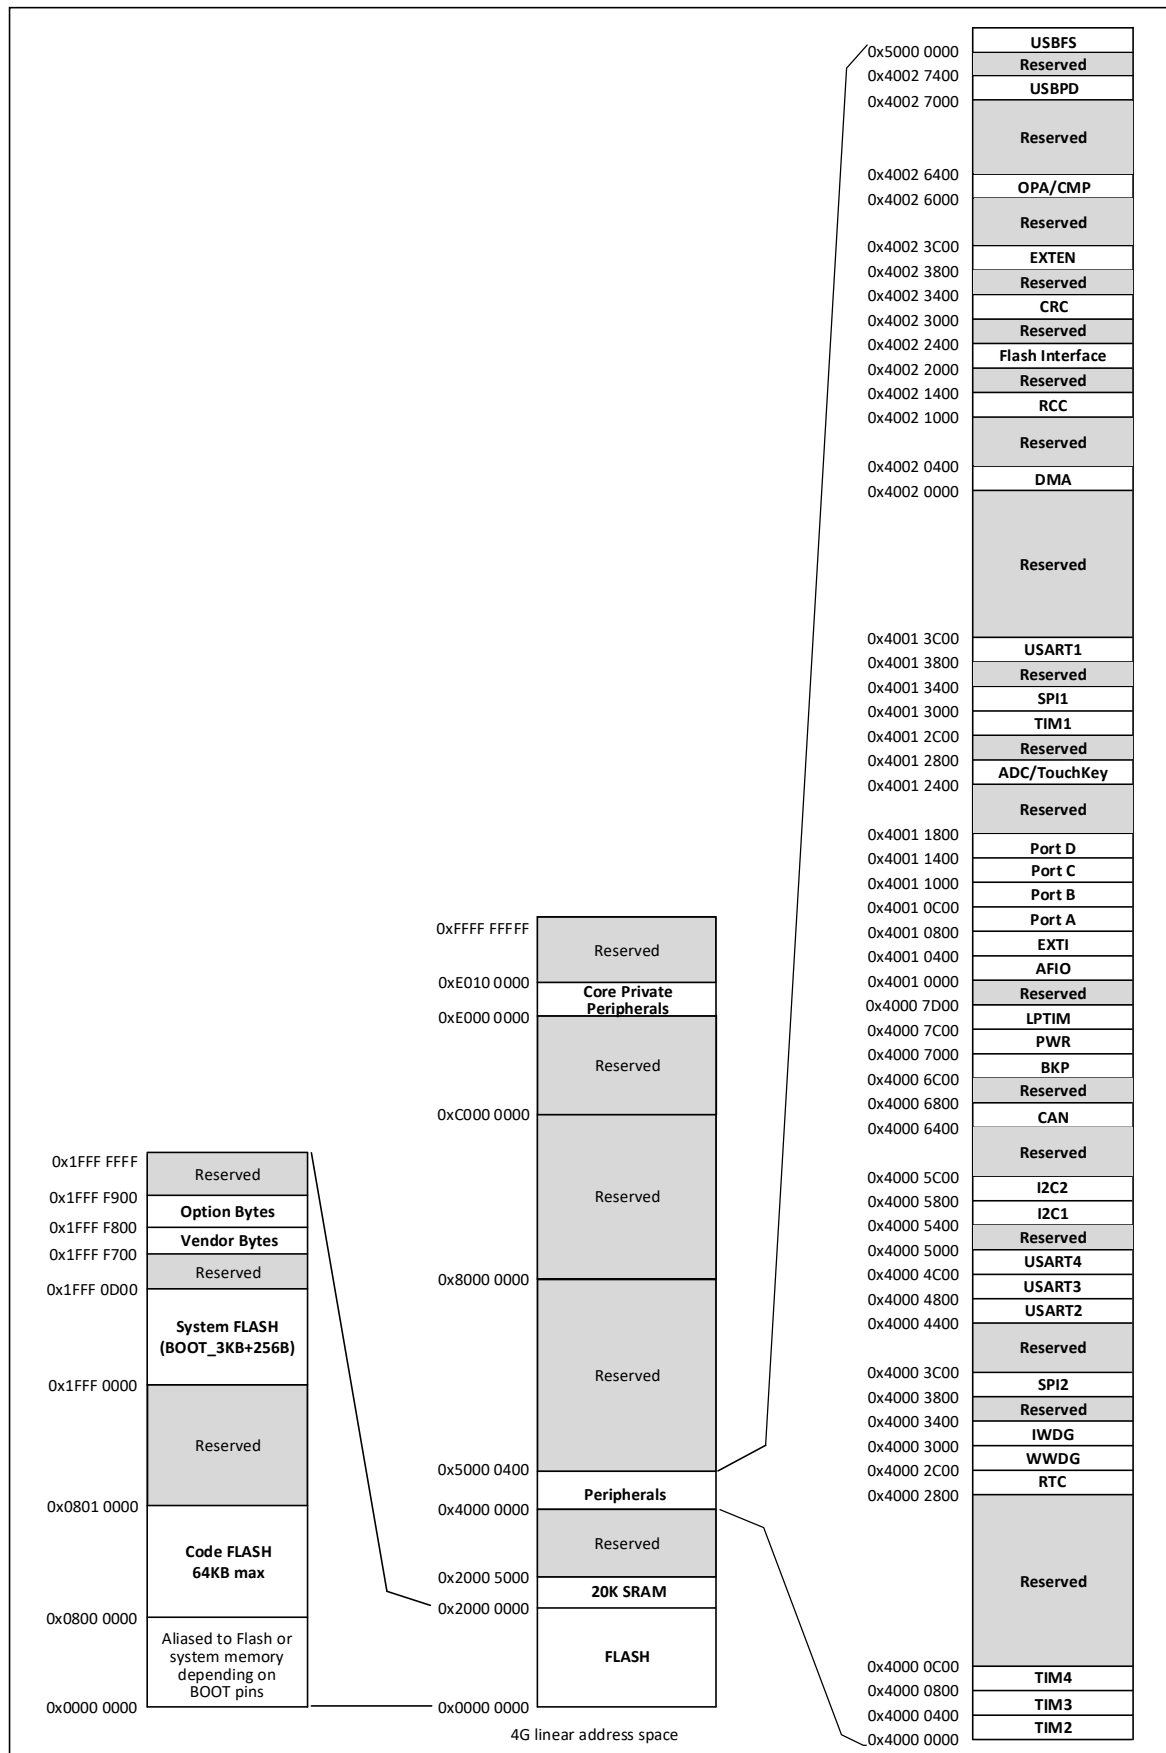 USBFS
0x5000 0000
Reserved
0x4002 7400
USBPD
0x4002 7000
Reserved
0x4002 6400
OPA/CMP
0x4002 6000
Reserved
0x4002 3C00
EXTEN
0x4002 3800
Reserved
0x4002 3400
CRC
0x4002 3000
Reserved
0x4002 2400
Flash Interface
0x4002 2000
Reserved
0x4002 1400
RCC
0x4002 1000
Reserved
0x4002 0400
DMA
0x4002 0000
Reserved
0x4001 3C00
USART1
0x4001 3800
Reserved
0x4001 3400
SPI1
0x4001 3000
TIM1
0x4001 2C00
Reserved
0x4001 2800
ADC/TouchKey
0x4001 2400
Reserved
0x4001 1800
Port D
0x4001 1400
Port C
0x4001 1000
Port B
0x4001 0C00
Port A
0x4001 0800
EXTI
0x4001 0400
AFIO
0x4001 0000
Reserved
0x4000 7D00
LPTIM
0x4000 7C00
PWR
0x4000 7000
BKP
0x4000 6C00
Reserved
0x4000 6800
CAN
0x4000 6400
Reserved
0x4000 5C00
I2C2
0x4000 5800
I2C1
0x4000 5400
Reserved
0x4000 5000
USART4
0x4000 4C00
USART3
0x4000 4800
USART2
0x4000 4400
Reserved
0x4000 3C00
SPI2
0x4000 3800
Reserved
0x4000 3400
IWDG
0x4000 3000
WWDG
0x4000 2C00
RTC
0x4000 2800
Reserved
0x4000 0C00
TIM4
0x4000 0800
TIM3
0x4000 0400
TIM2
0x4000 0000
0xFFFF FFFFF
Reserved
0xE010 0000
Core Private
Peripherals
0xE000 0000
Reserved
0xC000 0000
Reserved
0x8000 0000
Reserved
0x5000 0400
Peripherals
0x4000 0000
Reserved
0x2000 5000
20K SRAM
0x2000 0000
FLASH
0x0000 0000
4G linear address space
0x1FFF FFFF
Reserved
0x1FFF F900
Option Bytes
0x1FFF F800
Vendor Bytes
0x1FFF F700
Reserved
0x1FFF 0D00
System FLASH
(BOOT_3KB+256B)
0x1FFF 0000
Reserved
0x0801 0000
Code FLASH
64KB max
0x0800 0000
Aliased to Flash or
system memory
depending on
BOOT pins
0x0000 0000